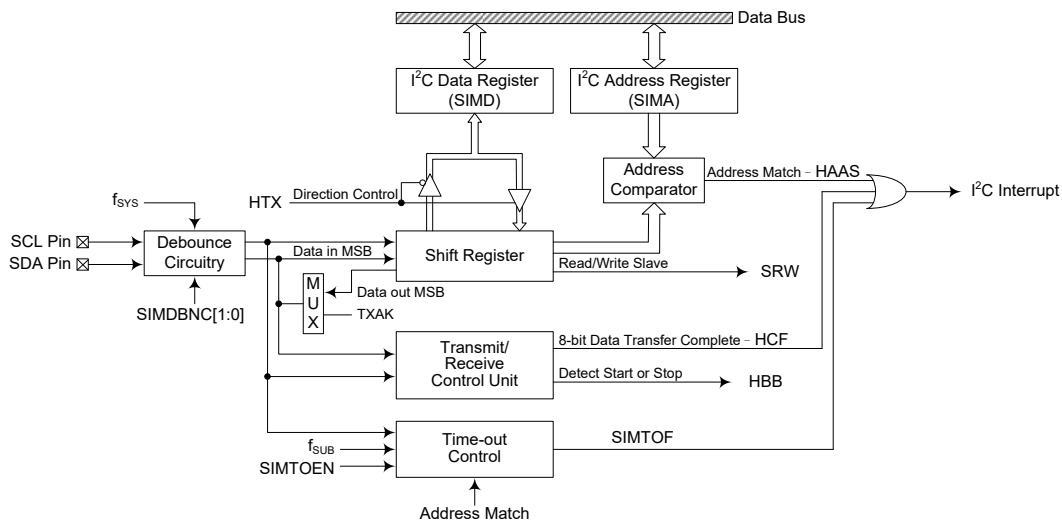 Data Bus
I²C Data Register
(SIMD)
I²C Address Register
(SIMA)
Address
Comparator
Address Match - HAAS
I²C Interrupt
HTX
Direction Control
fSYS
SCL Pin
SDA Pin
Debounce
Circuitry
SIMDBNC[1:0]
Data in MSB
Shift Register
Read/Write Slave
SRW
M
U
X
Data out MSB
TXAK
Transmit/
Receive
Control Unit
8-bit Data Transfer Complete - HCF
Detect Start or Stop
HBB
fSUB
SIMTOEN
Time-out
Control
SIMTOF
Address Match